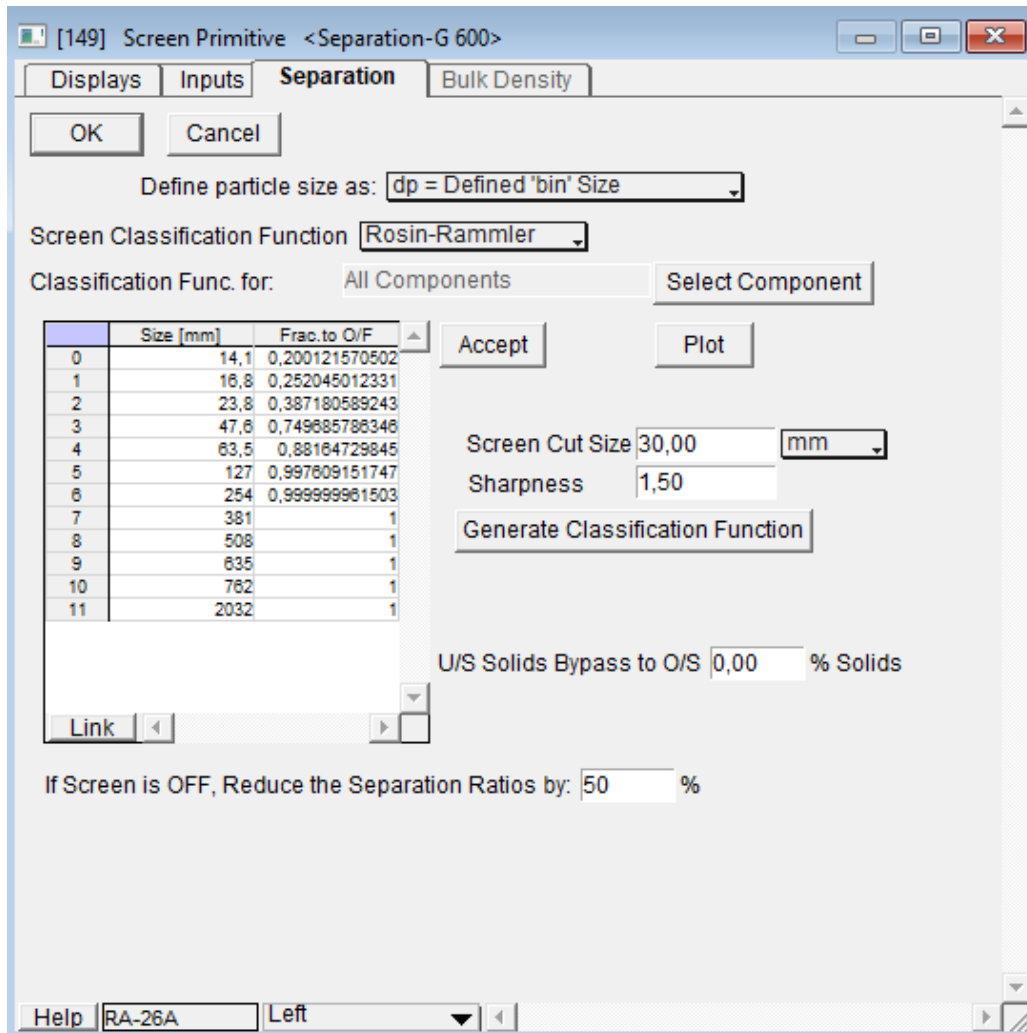 [149] Screen Primitive <Separation-G 600>
Displays Inputs Separation Bulk Density
OK Cancel
Define particle size as: dp = Defined 'bin' Size
Screen Classification Function Rosin-Rammler
Classification Func. for: All Components Select Component
Size [mm] Frac.to O/F
Accept Plot
0 14,1 0,200121570502
1 16,8 0,252045012331
2 23,8 0,387180589243
3 47,6 0,749685786346
4 63,5 0,88164729845
5 127 0,997609151747
6 254 0,999999961503
7 381 1
8 508 1
9 635 1
10 762 1
11 2032 1
Screen Cut Size 30,00 mm
Sharpness 1,50
Generate Classification Function
U/S Solids Bypass to O/S 0,00 % Solids
Link
If Screen is OFF, Reduce the Separation Ratios by: 50 %
Help RA-26A Left